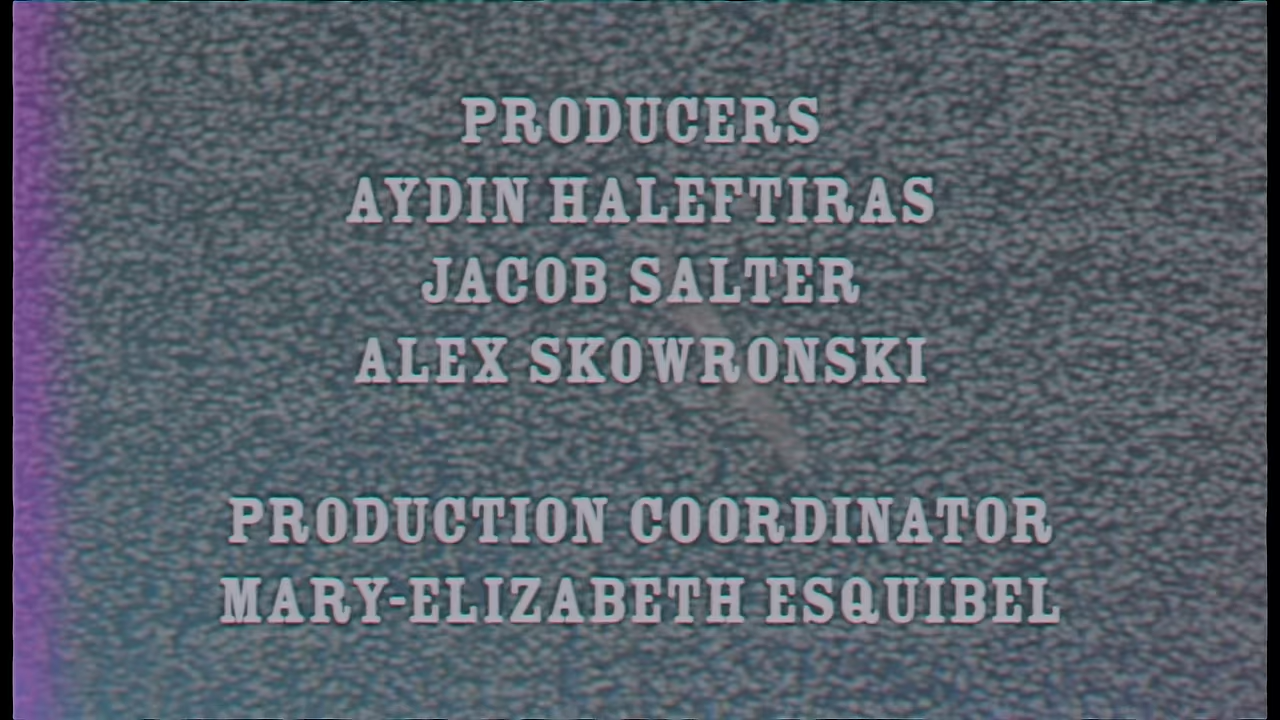 PRODUCERS
AYDIN HALEFTIRAS
JACOB SALTER
ALEX SKOWRONSKI
PRODUCTION COORDINATOR
MARY-ELIZABETH ESQUIBEL